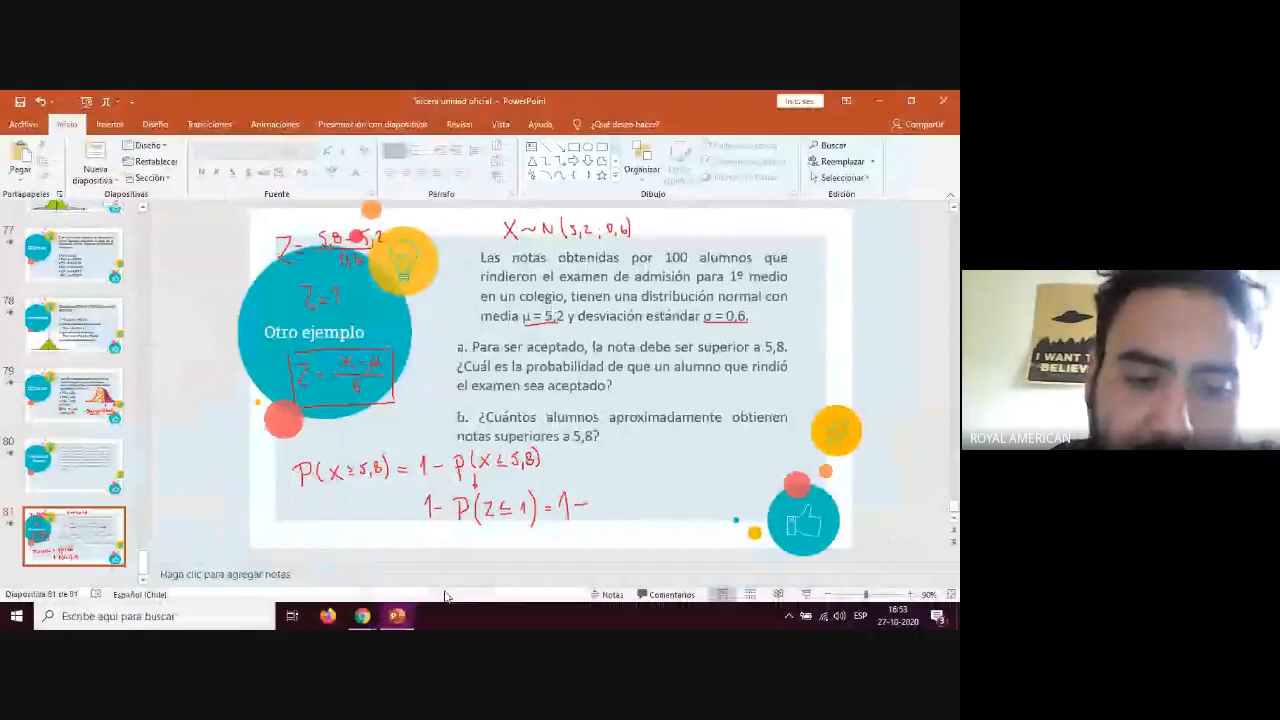 Tercera unidad oficial - PowerPoint
Inic. ses.
Archivo Inicio Insertar Diseño Transiciones Animaciones Presentación con diapositivas Revisar Vista Ayuda ¿Qué desea hacer? Compartir
Pegar
Nueva diapositiva
Diseño
Restablecer
Sección
Organizar
Buscar
Reemplazar
Seleccionar
Portapapeles Diapositivas Fuente Párrafo Dibujo Edición
77
78
79
80
81
X ~ N (5,2 ; 0,6)
Z = 5,8 - 5,2
0,6
Z = 1
Otro ejemplo
Z = x - μ
Las notas obtenidas por 100 alumnos que
rindieron el examen de admisión para 1º medio
en un colegio, tienen una distribución normal con
media μ = 5,2 y desviación estándar σ = 0,6.
a. Para ser aceptado, la nota debe ser superior a 5,8.
¿Cuál es la probabilidad de que un alumno que rindió
el examen sea aceptado?
b. ¿Cuántos alumnos aproximadamente obtienen
notas superiores a 5,8?
P(X ≥ 5,8) = 1 - P(X ≤ 5,8)
1 - P(Z ≤ 1) = 1 -
Haga clic para agregar notas
Diapositiva 81 de 81 Español (Chile) Notas Comentarios 90%
Escribe aquí para buscar
ESP
16:53
27-10-2020
I WANT T
BELIEVE
ROYAL AMERICAN